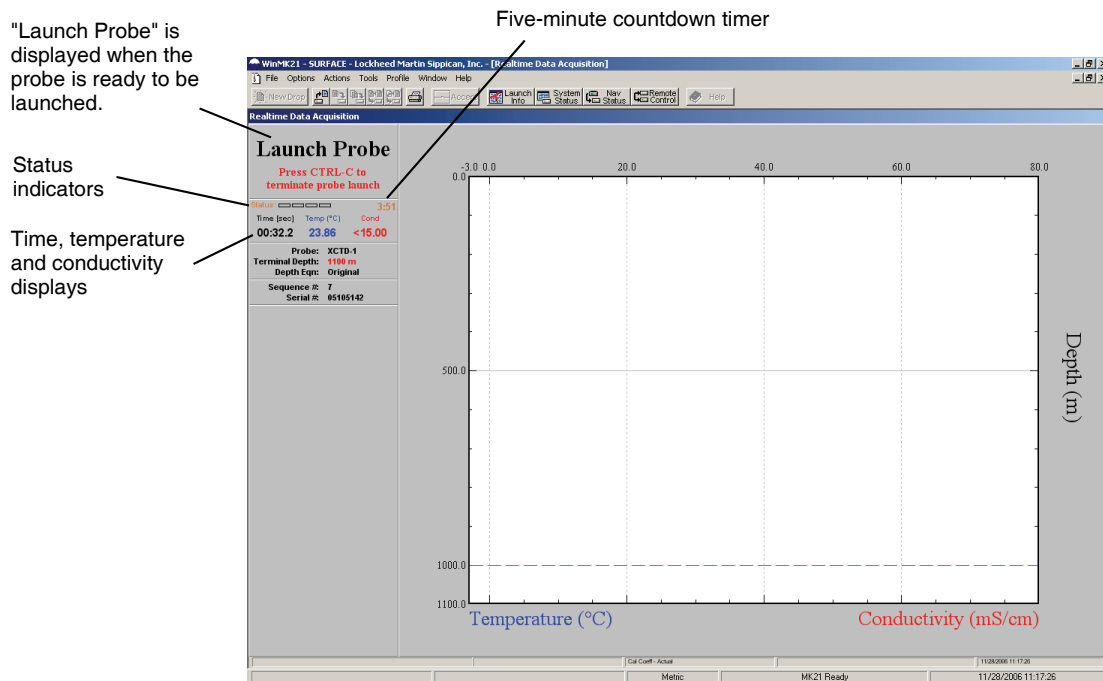 "Launch Probe" is
displayed when the
probe is ready to be
launched.
Five-minute countdown timer
Status
indicators
Time, temperature
and conductivity
displays
WinMK21 - SURFACE - Lockheed Martin Sippican, Inc. - [Realtime Data Acquisition]
File Options Actions Tools Profile Window Help
New Drop Accept Launch Info System Status Nav Status Remote Control Help
Realtime Data Acquisition
Launch Probe
Press CTRL-C to
terminate probe launch
Status: 3:51
Time [sec] Temp (°C) Cond
00:32.2 23.86 <15.00
Probe: XCTD-1
Terminal Depth: 1100 m
Depth Eqn: Original
Sequence #: 7
Serial #: 05105142
-3.0 0.0 20.0 40.0 60.0 80.0
0.0
500.0
1000.0
1100.0
Depth (m)
Temperature (°C) Conductivity (mS/cm)
Cal Coeff - Actual 11/28/2006 11:17:26
Metric MK21 Ready 11/28/2006 11:17:26